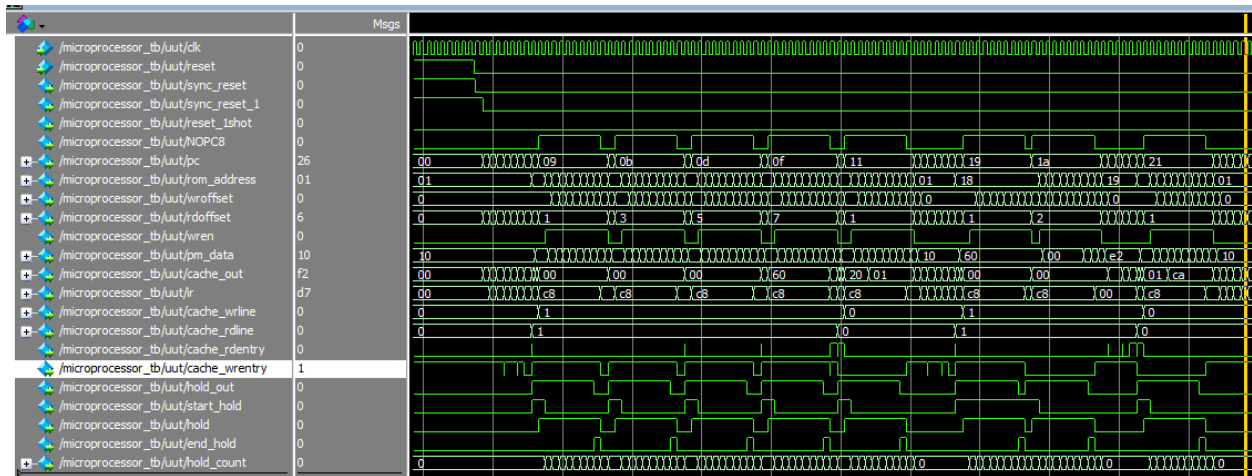 Msgs
/microprocessor_tb/uut/clk 0
/microprocessor_tb/uut/reset 0
/microprocessor_tb/uut/sync_reset 0
/microprocessor_tb/uut/sync_reset_1 0
/microprocessor_tb/uut/reset_1shot 0
/microprocessor_tb/uut/NOPC8 0
/microprocessor_tb/uut/pc 26 00 09 0b 0d 0f 11 19 1a 21
/microprocessor_tb/uut/rom_address 01 01 01 18 19 01
/microprocessor_tb/uut/wroffset 0 0 0 0 0
/microprocessor_tb/uut/rdoffset 6 0 1 3 5 7 1 1 2 1
/microprocessor_tb/uut/wren 0
/microprocessor_tb/uut/pm_data 10 10 10 60 00 e2 10
/microprocessor_tb/uut/cache_out f2 00 00 00 00 60 20 01 00 00 01 ca
/microprocessor_tb/uut/ir d7 00 c8 c8 c8 c8 c8 c8 c8 00 c8
/microprocessor_tb/uut/cache_wrline 0 0 1 0 1 0
/microprocessor_tb/uut/cache_rdline 0 0 1 0 1 0
/microprocessor_tb/uut/cache_rdentry 0
/microprocessor_tb/uut/cache_wrentry 1
/microprocessor_tb/uut/hold_out 0
/microprocessor_tb/uut/start_hold 0
/microprocessor_tb/uut/hold 0
/microprocessor_tb/uut/end_hold 0
/microprocessor_tb/uut/hold_count 0 0 0 0 0